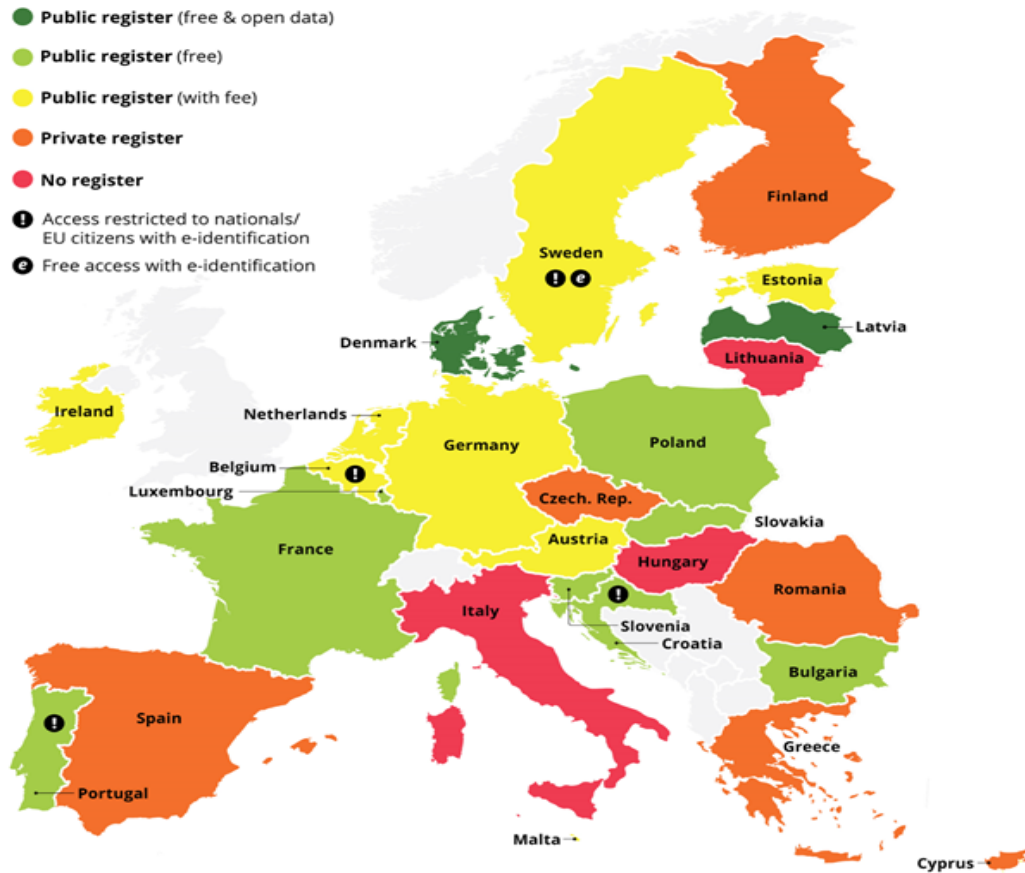 Public register (free & open data)
Public register (free)
Public register (with fee)
Private register
No register
! Access restricted to nationals/
EU citizens with e-identification
e Free access with e-identification
Finland
Sweden
! e
Estonia
Latvia
Denmark
Lithuania
Ireland
Netherlands
Germany
Poland
Belgium
!
Luxembourg
Czech. Rep.
Slovakia
France
Austria
Hungary
Romania
!
Italy
Slovenia
Croatia
Bulgaria
Spain
!
Greece
Portugal
Malta
Cyprus